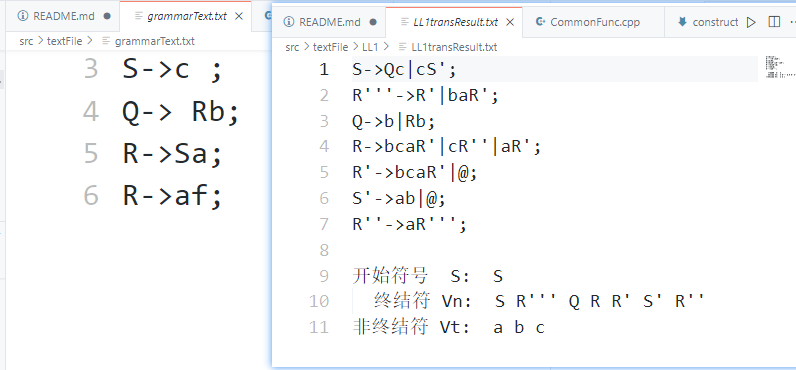 README.md
grammarText.txt
src > textFile > grammarText.txt
3 S->c ;
4 Q-> Rb;
5 R->Sa;
6 R->af;
README.md
LL1transResult.txt
CommonFunc.cpp
construct
src > textFile > LL1 > LL1transResult.txt
1 S->Qc|cS';
2 R'''->R'|baR';
3 Q->b|Rb;
4 R->bcaR'|cR''|aR';
5 R'->bcaR'|@;
6 S'->ab|@;
7 R''->aR''';
8
9 开始符号 S: S
10 终结符 Vn: S R''' Q R R' S' R''
11 非终结符 Vt: a b c